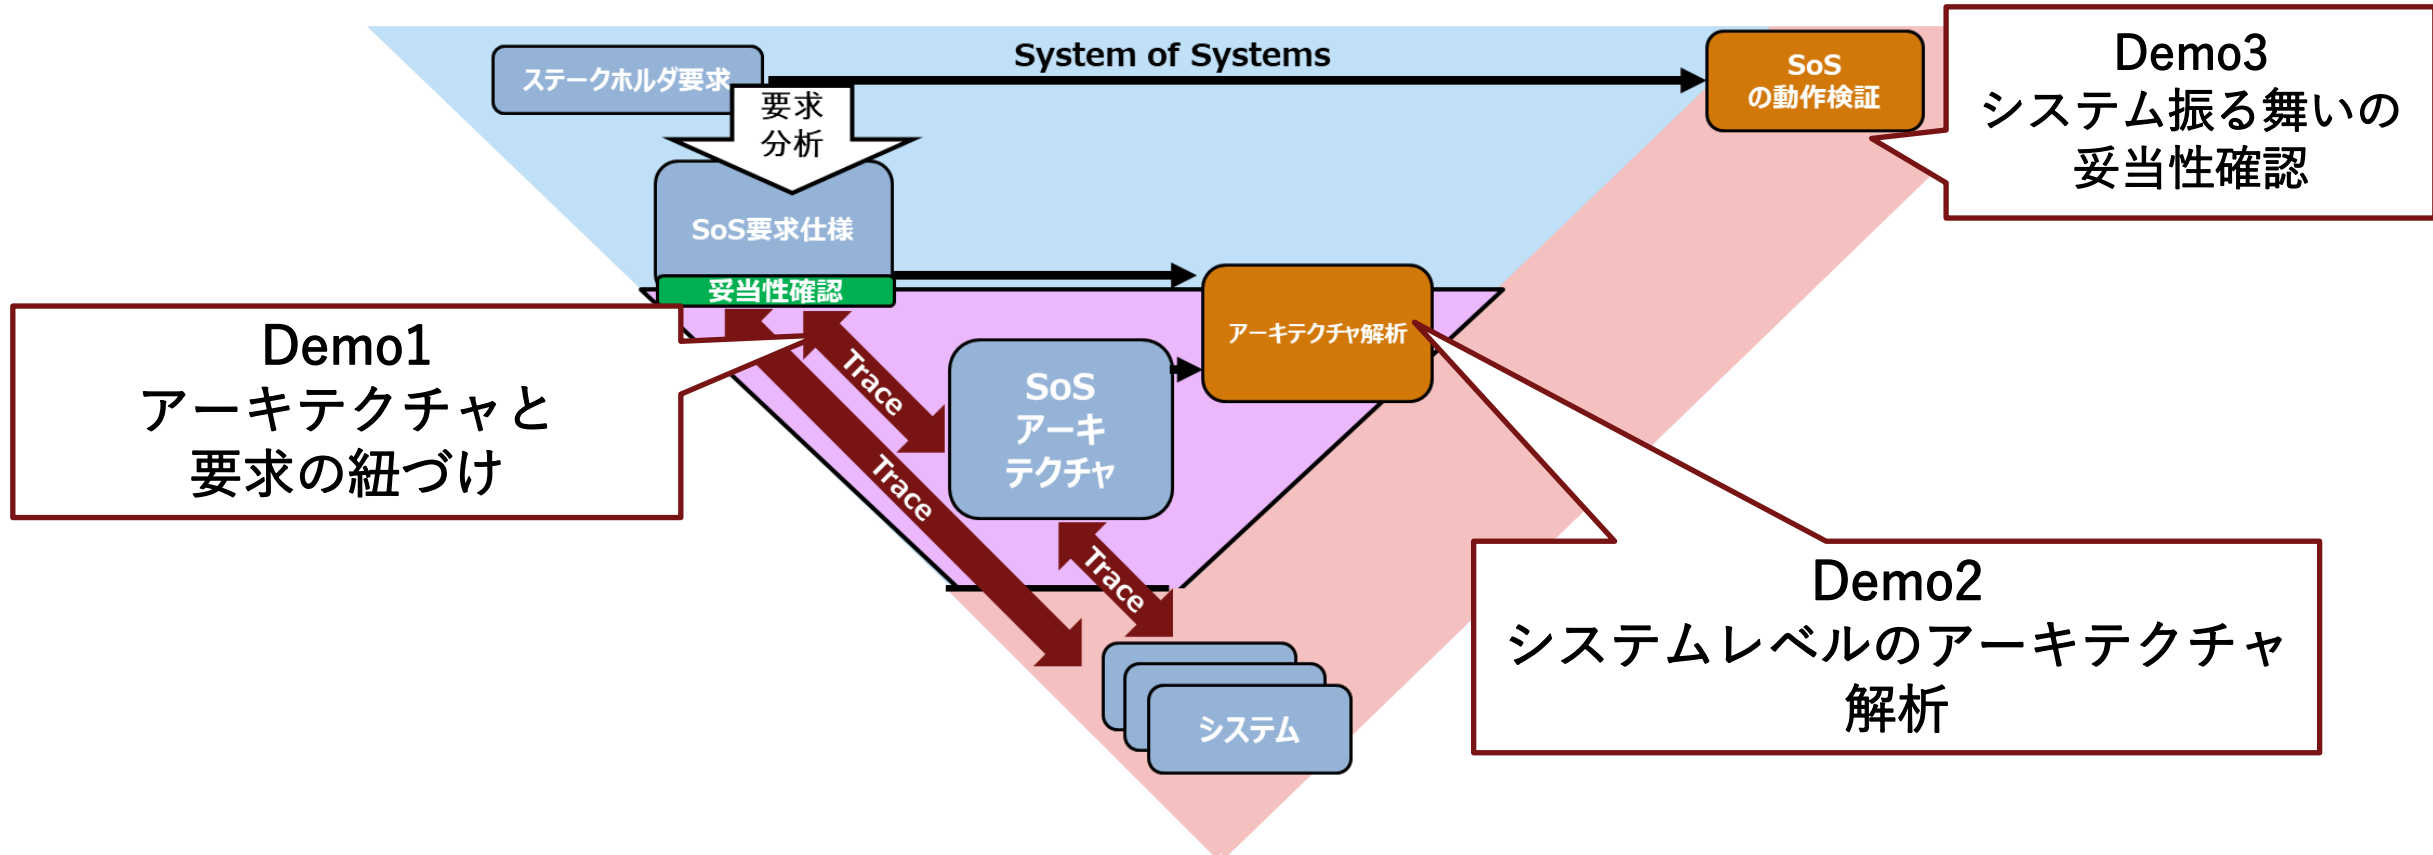 System of Systems
ステークホルダ要求
要求
分析
SoS
の動作検証
Demo3
システム振る舞いの
妥当性確認
SoS要求仕様
妥当性確認
Demo1
アーキテクチャと
要求の紐づけ
Trace
Trace
SoS
アーキ
テクチャ
アーキテクチャ解析
Trace
システム
Demo2
システムレベルのアーキテクチャ
解析